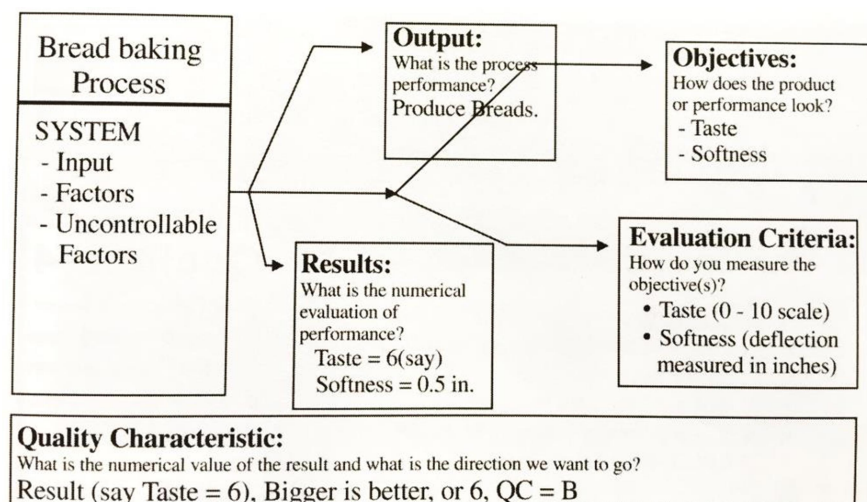 Bread baking
Process
SYSTEM
- Input
- Factors
- Uncontrollable
Factors
Output:
What is the process
performance?
Produce Breads.
Objectives:
How does the product
or performance look?
- Taste
- Softness
Results:
What is the numerical
evaluation of
performance?
Taste = 6(say)
Softness = 0.5 in.
Evaluation Criteria:
How do you measure the
objective(s)?
• Taste (0 - 10 scale)
• Softness (deflection
measured in inches)
Quality Characteristic:
What is the numerical value of the result and what is the direction we want to go?
Result (say Taste = 6), Bigger is better, or 6, QC = B